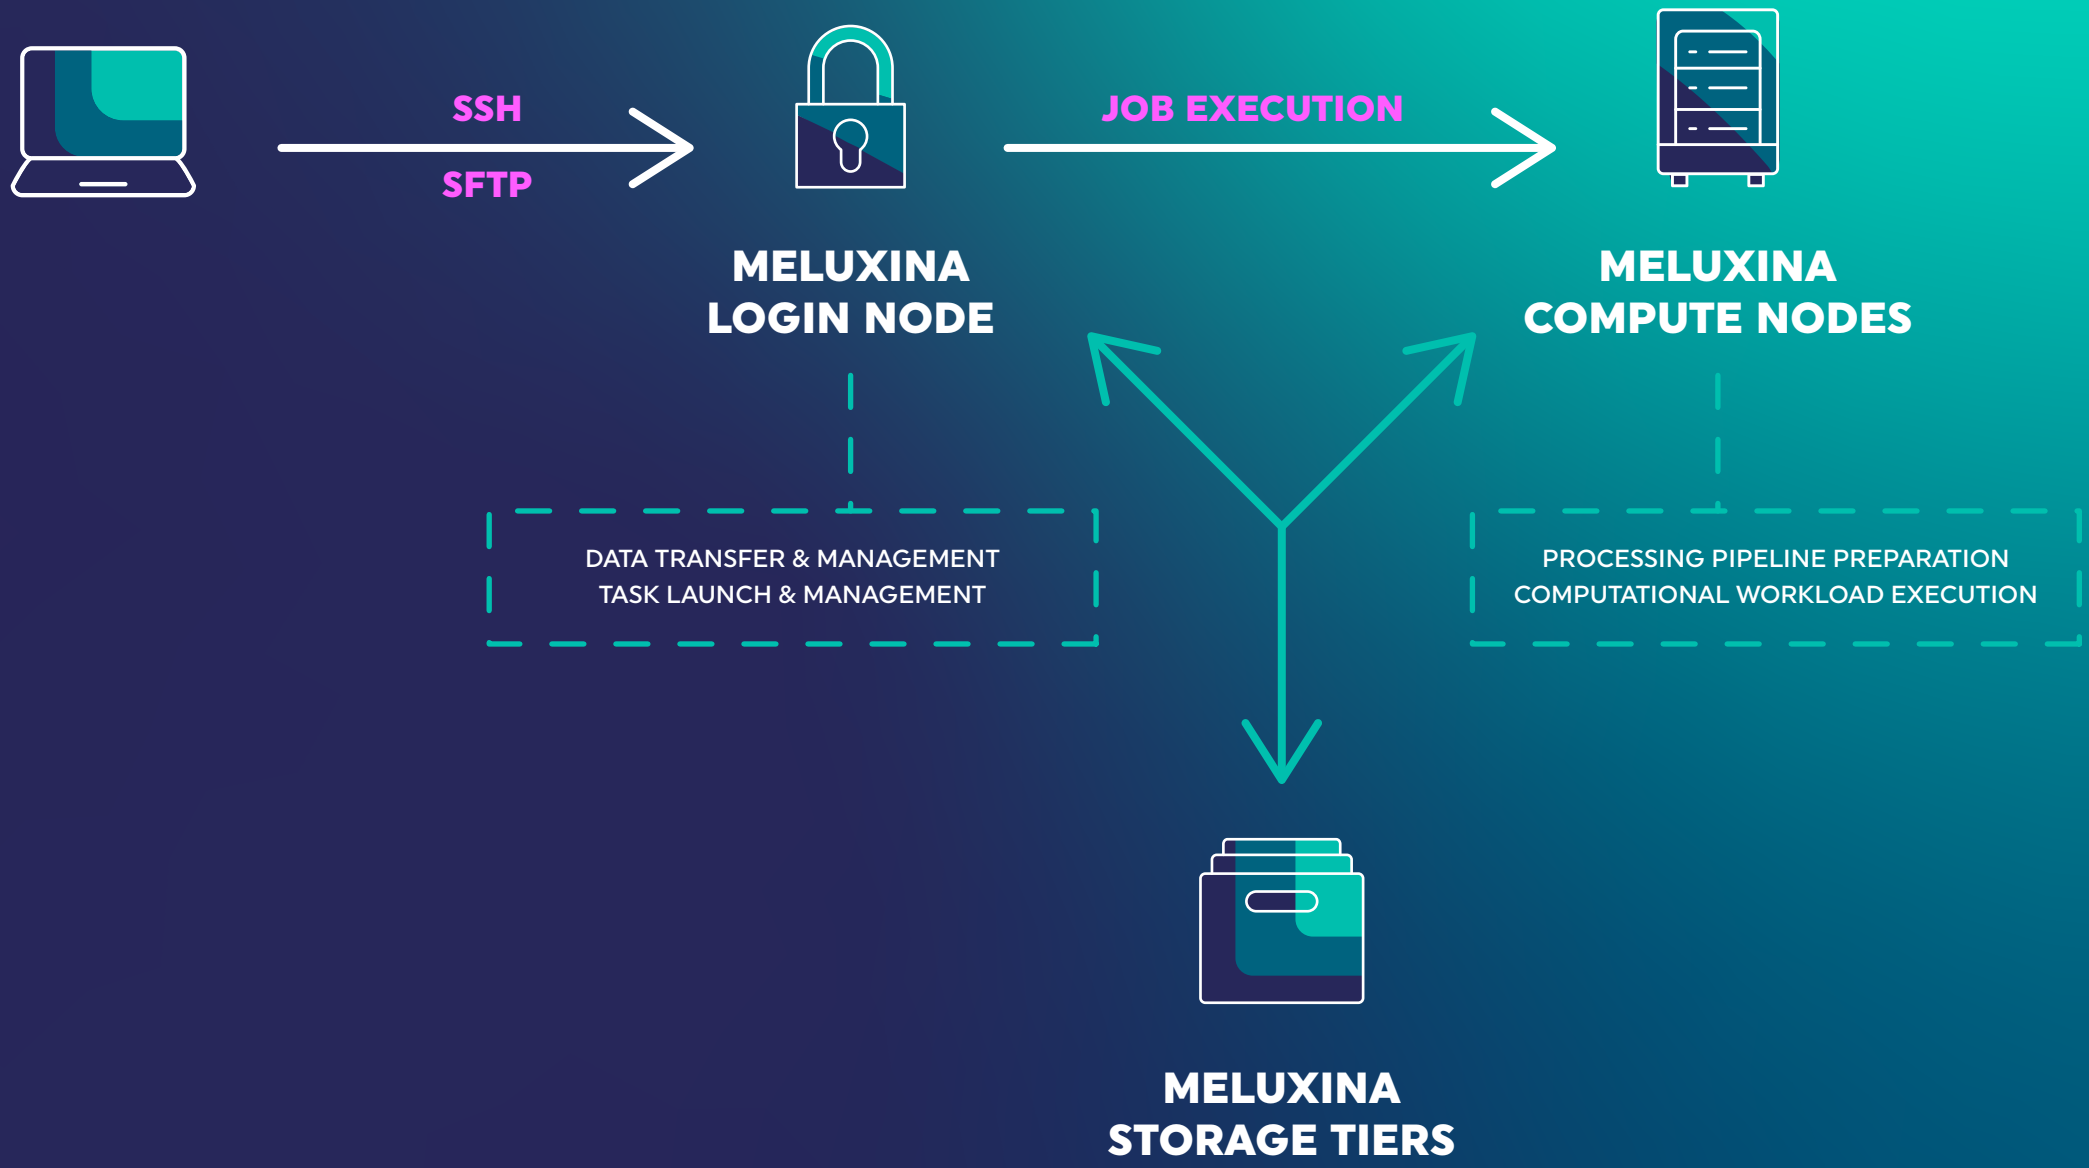 SSH
SFTP
JOB EXECUTION
MELUXINA
LOGIN NODE
MELUXINA
COMPUTE NODES
DATA TRANSFER & MANAGEMENT
TASK LAUNCH & MANAGEMENT
PROCESSING PIPELINE PREPARATION
COMPUTATIONAL WORKLOAD EXECUTION
MELUXINA
STORAGE TIERS